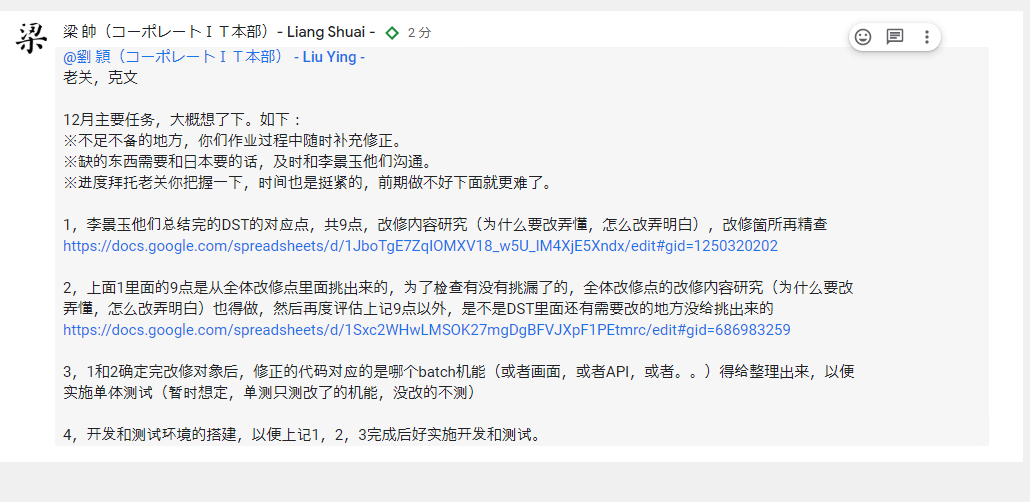 梁
梁 帥（コーポレートＩＴ本部）- Liang Shuai - 2 分
@劉 穎（コーポレートＩＴ本部） - Liu Ying -
老关，克文
12月主要任务，大概想了下。如下：
※不足不备的地方，你们作业过程中随时补充修正。
※缺的东西需要和日本要的话，及时和李景玉他们沟通。
※进度拜托老关你把握一下，时间也是挺紧的，前期做不好下面就更难了。
1，李景玉他们总结完的DST的对应点，共9点，改修内容研究（为什么要改弄懂，怎么改弄明白），改修箇所再精查
https://docs.google.com/spreadsheets/d/1JboTgE7ZqIOMXV18_w5U_lM4XjE5Xndx/edit#gid=1250320202
2，上面1里面的9点是从全体改修点里面挑出来的，为了检查有没有挑漏了的，全体改修点的改修内容研究（为什么要改
弄懂，怎么改弄明白）也得做，然后再度评估上记9点以外，是不是DST里面还有需要改的地方没给挑出来的
https://docs.google.com/spreadsheets/d/1Sxc2WHwLMSOK27mgDgBFVJXpF1PEtmrc/edit#gid=686983259
3，1和2确定完改修对象后，修正的代码对应的是哪个batch机能（或者画面，或者API，或者。。）得给整理出来，以便
实施单体测试（暂时想定，单测只测改了的机能，没改的不测）
4，开发和测试环境的搭建，以便上记1，2，3完成后好实施开发和测试。